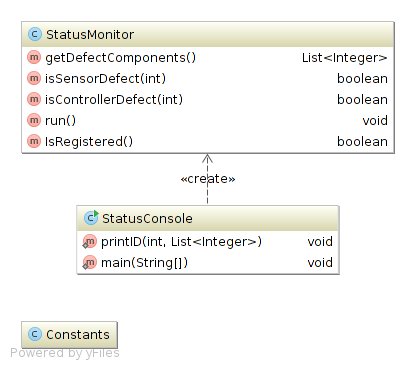 C StatusMonitor
m getDefectComponents() List<Integer>
m isSensorDefect(int) boolean
m isControllerDefect(int) boolean
m run() void
m IsRegistered() boolean
«create»
C StatusConsole
m printID(int, List<Integer>) void
m main(String[]) void
C Constants
Powered by yFiles